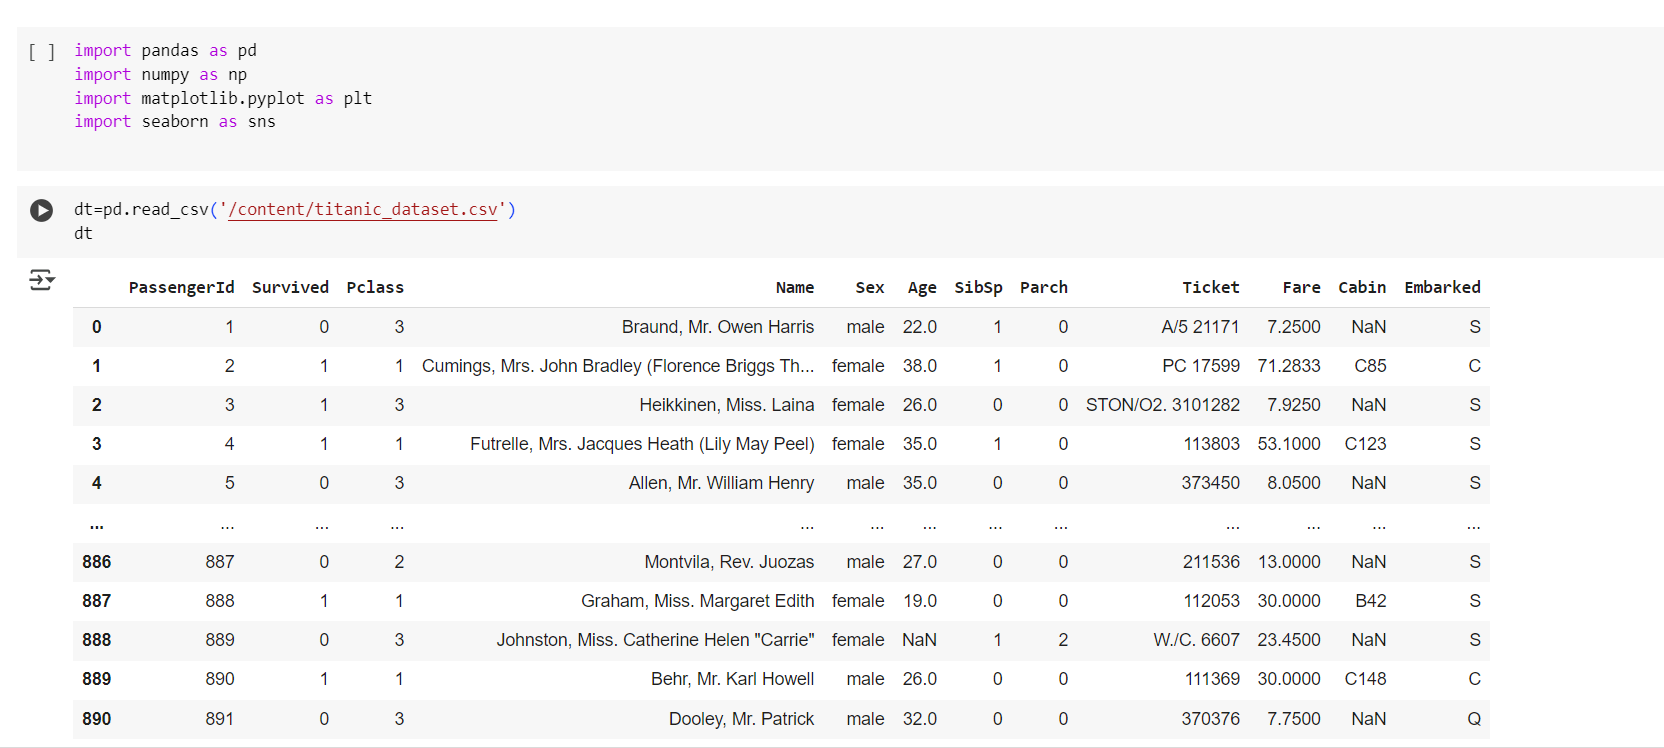 [ ] import pandas as pd
import numpy as np
import matplotlib.pyplot as plt
import seaborn as sns
dt=pd.read_csv('/content/titanic_dataset.csv')
dt
PassengerId Survived Pclass Name Sex Age SibSp Parch Ticket Fare Cabin Embarked
0 1 0 3 Braund, Mr. Owen Harris male 22.0 1 0 A/5 21171 7.2500 NaN S
1 2 1 1 Cumings, Mrs. John Bradley (Florence Briggs Th... female 38.0 1 0 PC 17599 71.2833 C85 C
2 3 1 3 Heikkinen, Miss. Laina female 26.0 0 0 STON/O2. 3101282 7.9250 NaN S
3 4 1 1 Futrelle, Mrs. Jacques Heath (Lily May Peel) female 35.0 1 0 113803 53.1000 C123 S
4 5 0 3 Allen, Mr. William Henry male 35.0 0 0 373450 8.0500 NaN S
... ... ... ... ... ... ... ... ... ... ... ... ...
886 887 0 2 Montvila, Rev. Juozas male 27.0 0 0 211536 13.0000 NaN S
887 888 1 1 Graham, Miss. Margaret Edith female 19.0 0 0 112053 30.0000 B42 S
888 889 0 3 Johnston, Miss. Catherine Helen "Carrie" female NaN 1 2 W./C. 6607 23.4500 NaN S
889 890 1 1 Behr, Mr. Karl Howell male 26.0 0 0 111369 30.0000 C148 C
890 891 0 3 Dooley, Mr. Patrick male 32.0 0 0 370376 7.7500 NaN Q